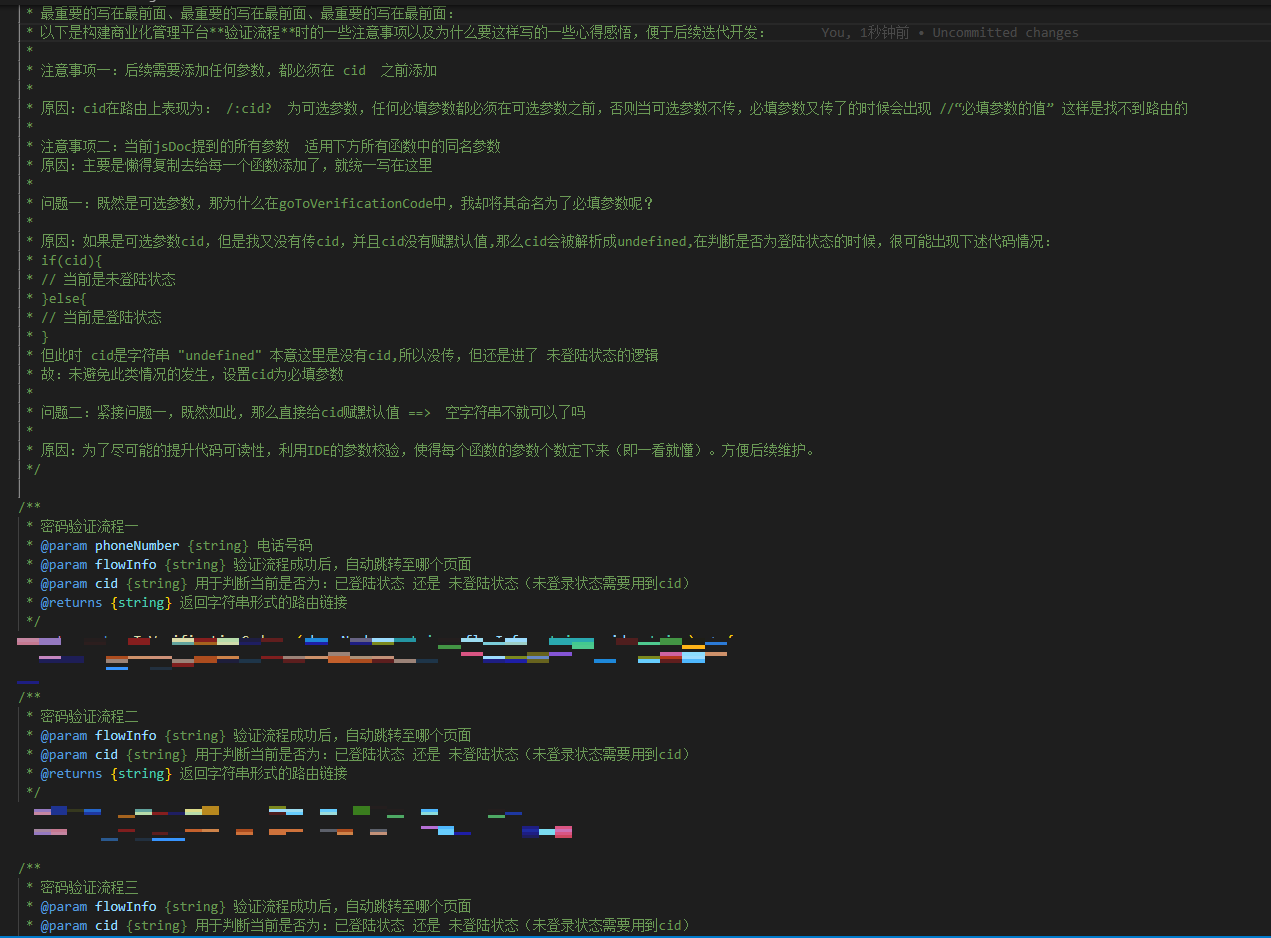 * 最重要的写在最前面、最重要的写在最前面、最重要的写在最前面:
* 以下是构建商业化管理平台**验证流程**时的一些注意事项以及为什么要这样写的一些心得感悟，便于后续迭代开发: You, 1秒钟前 • Uncommitted changes
*
* 注意事项一：后续需要添加任何参数，都必须在 cid 之前添加
*
* 原因：cid在路由上表现为: /:cid? 为可选参数，任何必填参数都必须在可选参数之前，否则当可选参数不传，必填参数又传了的时候会出现 //“必填参数的值” 这样是找不到路由的
*
* 注意事项二：当前jsDoc提到的所有参数 适用下方所有函数中的同名参数
* 原因：主要是懒得复制去给每一个函数添加了，就统一写在这里
*
* 问题一：既然是可选参数，那为什么在goToVerificationCode中，我却将其命名为了必填参数呢？
*
* 原因：如果是可选参数cid，但是我又没有传cid，并且cid没有赋默认值,那么cid会被解析成undefined,在判断是否为登陆状态的时候，很可能出现下述代码情况:
* if(cid){
* // 当前是未登陆状态
* }else{
* // 当前是登陆状态
* }
* 但此时 cid是字符串 "undefined" 本意这里是没有cid,所以没传，但还是进了 未登陆状态的逻辑
* 故：未避免此类情况的发生，设置cid为必填参数
*
* 问题二：紧接问题一，既然如此，那么直接给cid赋默认值 ==> 空字符串不就可以了吗
*
* 原因：为了尽可能的提升代码可读性，利用IDE的参数校验，使得每个函数的参数个数定下来（即一看就懂）。方便后续维护。
*/
/**
* 密码验证流程一
* @param phoneNumber {string} 电话号码
* @param flowInfo {string} 验证流程成功后，自动跳转至哪个页面
* @param cid {string} 用于判断当前是否为：已登陆状态 还是 未登陆状态（未登录状态需要用到cid）
* @returns {string} 返回字符串形式的路由链接
*/
/**
* 密码验证流程二
* @param flowInfo {string} 验证流程成功后，自动跳转至哪个页面
* @param cid {string} 用于判断当前是否为：已登陆状态 还是 未登陆状态（未登录状态需要用到cid）
* @returns {string} 返回字符串形式的路由链接
*/
/**
* 密码验证流程三
* @param flowInfo {string} 验证流程成功后，自动跳转至哪个页面
* @param cid {string} 用于判断当前是否为：已登陆状态 还是 未登陆状态（未登录状态需要用到cid）